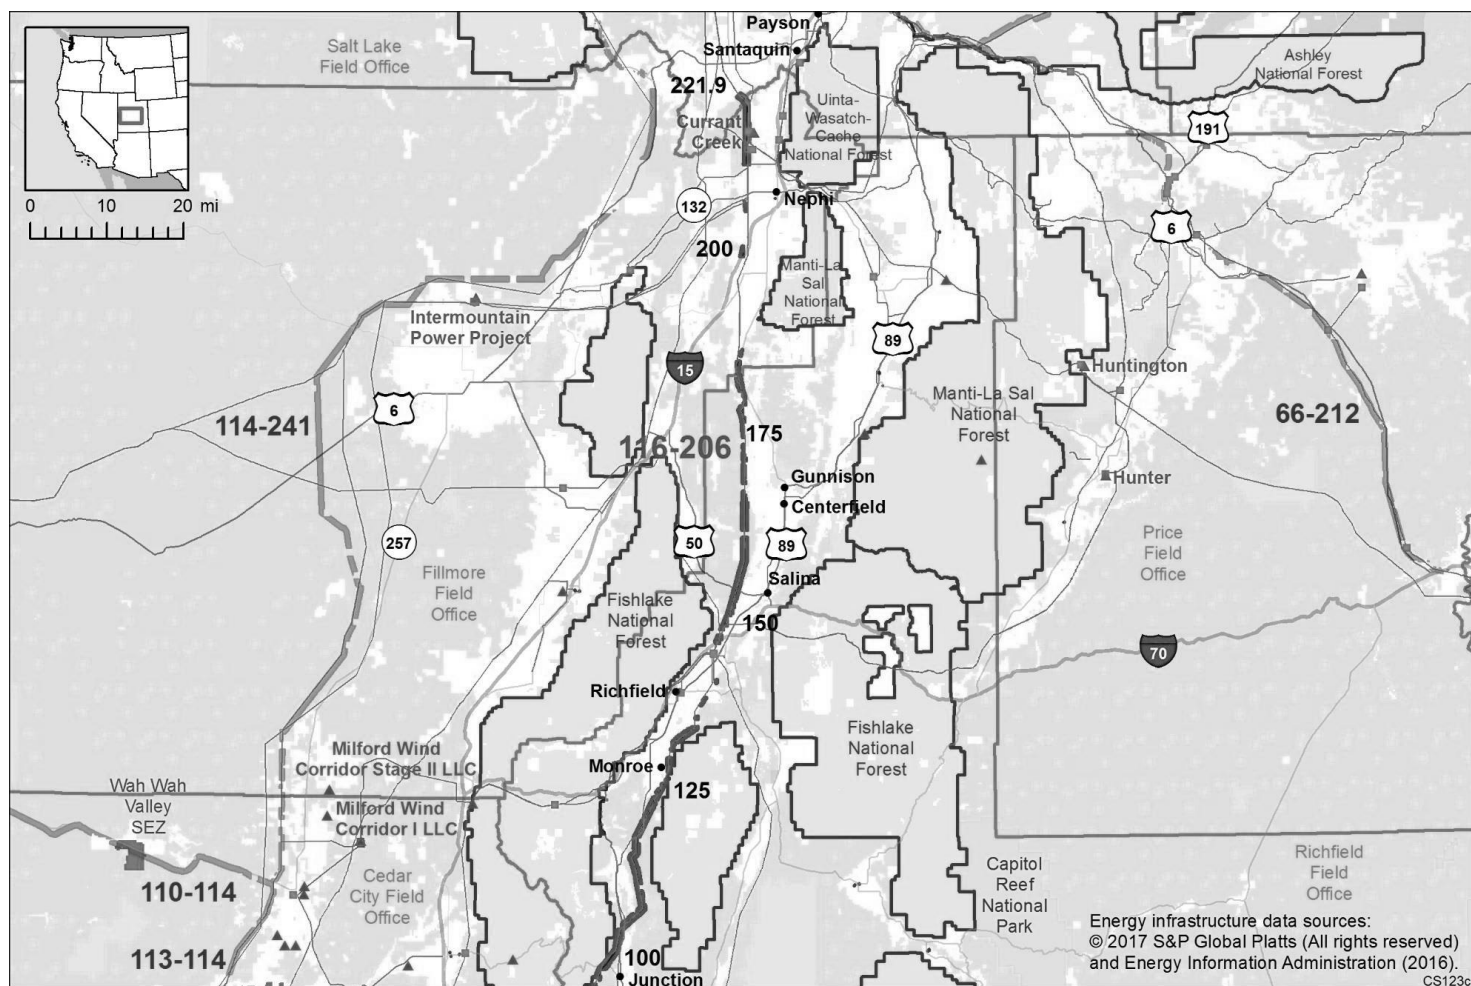 Payson
Santaquin
Salt Lake
Field Office
Ashley
National Forest
221.9
Currant
Creek
Uinta-
Wasatch-
Cache
National Forest
191
0 10 20 mi
132
Nephi
6
200
Manti-La
Sal
National
Forest
Intermountain
Power Project
89
15
Huntington
6
114-241
Manti-La Sal
National
Forest
66-212
175
116-206
Gunnison
Hunter
Centerfield
257
50
89
Price
Field
Office
Fillmore
Field
Office
Salina
Fishlake
National
Forest
150
70
Richfield
Fishlake
National
Forest
Milford Wind
Corridor Stage II LLC
Monroe
125
Wah Wah
Valley
SEZ
Milford Wind
Corridor I LLC
110-114
Cedar
City Field
Office
Capitol
Reef
National
Park
Richfield
Field
Office
113-114
100
Junction
Energy infrastructure data sources:
© 2017 S&P Global Platts (All rights reserved)
and Energy Information Administration (2016).
CS123c